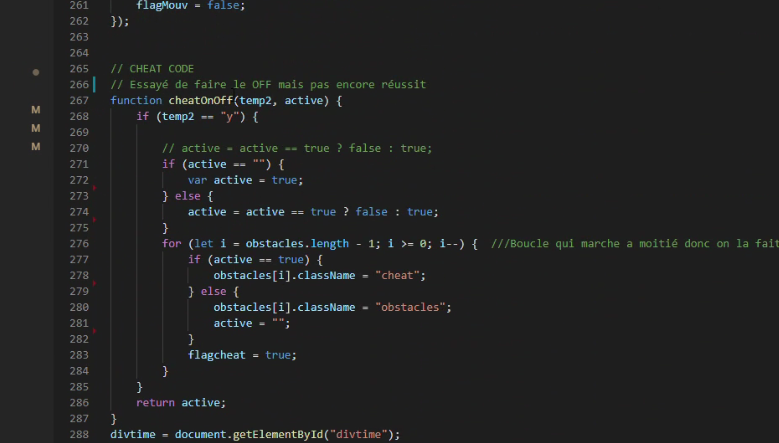 261 flagMouv = false;
262 });
263
264
265 // CHEAT CODE
266 // Essayé de faire le OFF mais pas encore réussit
267 function cheatOnOff(temp2, active) {
268 if (temp2 == "y") {
269
270 // active = active == true ? false : true;
271 if (active == "") {
272 var active = true;
273 } else {
274 active = active == true ? false : true;
275 }
276 for (let i = obstacles.length - 1; i >= 0; i--) { ///Boucle qui marche a moitié donc on la fait
277 if (active == true) {
278 obstacles[i].className = "cheat";
279 } else {
280 obstacles[i].className = "obstacles";
281 active = "";
282 }
283 flagcheat = true;
284 }
285 }
286 return active;
287 }
288 divtime = document.getElementById("divtime");
M
M
M